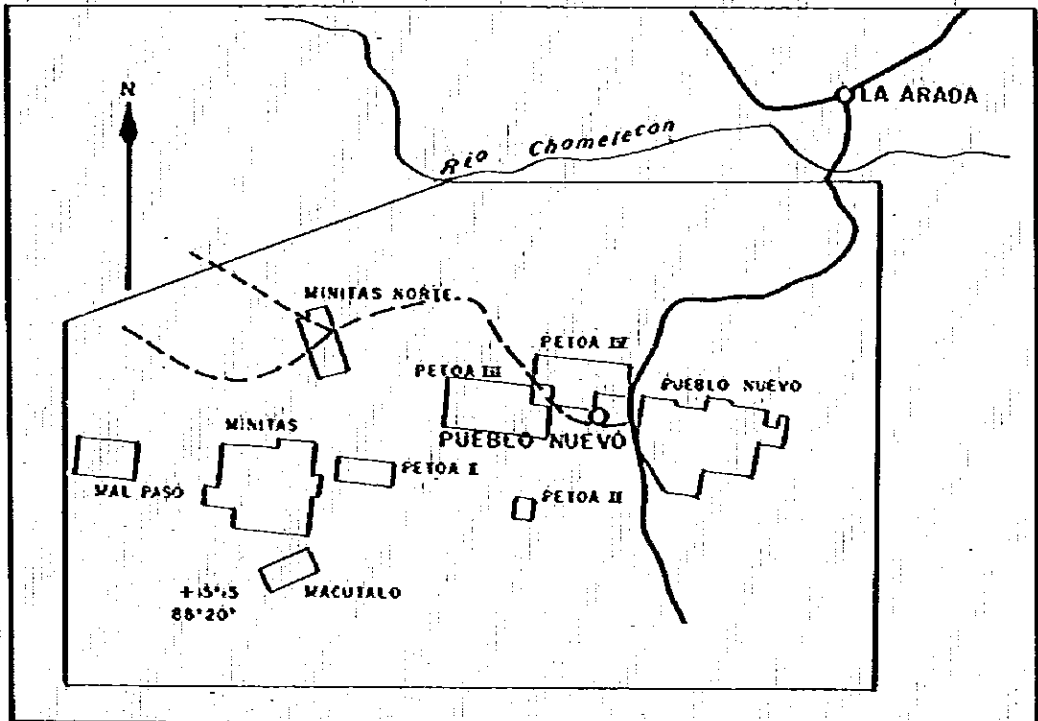 N
LA ARADA
Rio Chomelecon
MINITAS NORTE
PETOA IV
PETOA III
PUEBLO NUEVO
MINITAS
PUEBLO NUEVO
PETOA I
MAL PASO
PETOA II
MACUTALO
88°20'